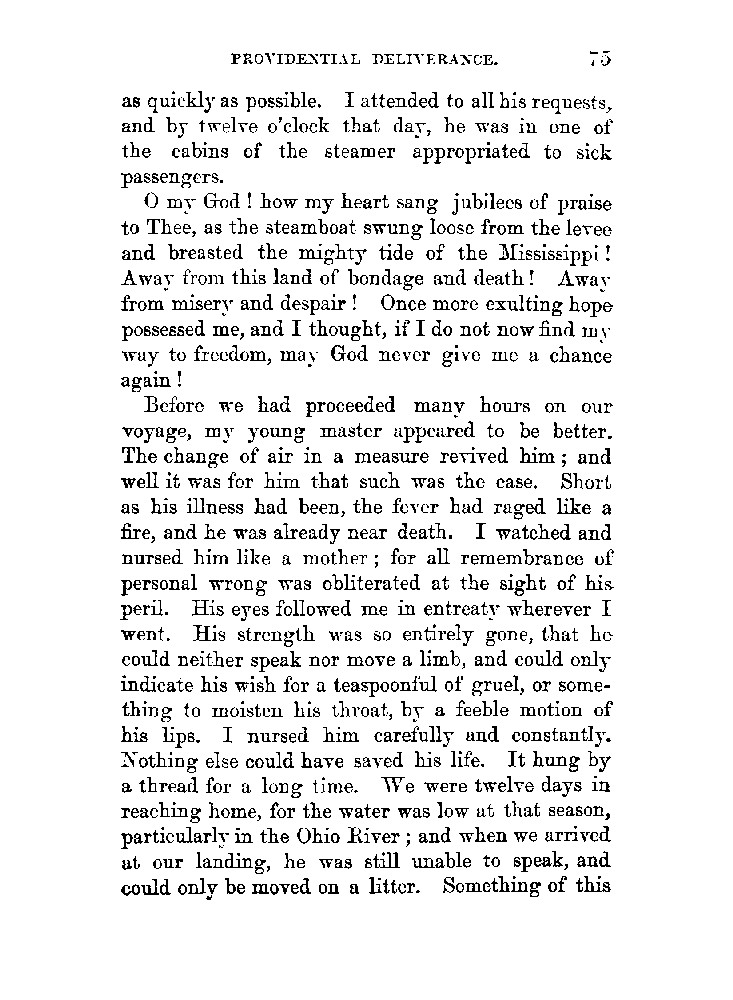 PROVIDENTIAL DELIVERANCE. 75
as quickly as possible. I attended to all his requests,
and by twelve o'clock that day, he was in one of
the cabins of the steamer appropriated to sick
passengers.
O my God ! how my heart sang jubilees of praise
to Thee, as the steamboat swung loose from the levee
and breasted the mighty tide of the Mississippi !
Away from this land of bondage and death ! Away
from misery and despair ! Once more exulting hope
possessed me, and I thought, if I do not now find my
way to freedom, may God never give me a chance
again !
Before we had proceeded many hours on our
voyage, my young master appeared to be better.
The change of air in a measure revived him ; and
well it was for him that such was the case. Short
as his illness had been, the fever had raged like a
fire, and he was already near death. I watched and
nursed him like a mother ; for all remembrance of
personal wrong was obliterated at the sight of his
peril. His eyes followed me in entreaty wherever I
went. His strength was so entirely gone, that he
could neither speak nor move a limb, and could only
indicate his wish for a teaspoonful of gruel, or some-
thing to moisten his throat, by a feeble motion of
his lips. I nursed him carefully and constantly.
Nothing else could have saved his life. It hung by
a thread for a long time. We were twelve days in
reaching home, for the water was low at that season,
particularly in the Ohio River ; and when we arrived
at our landing, he was still unable to speak, and
could only be moved on a litter. Something of this